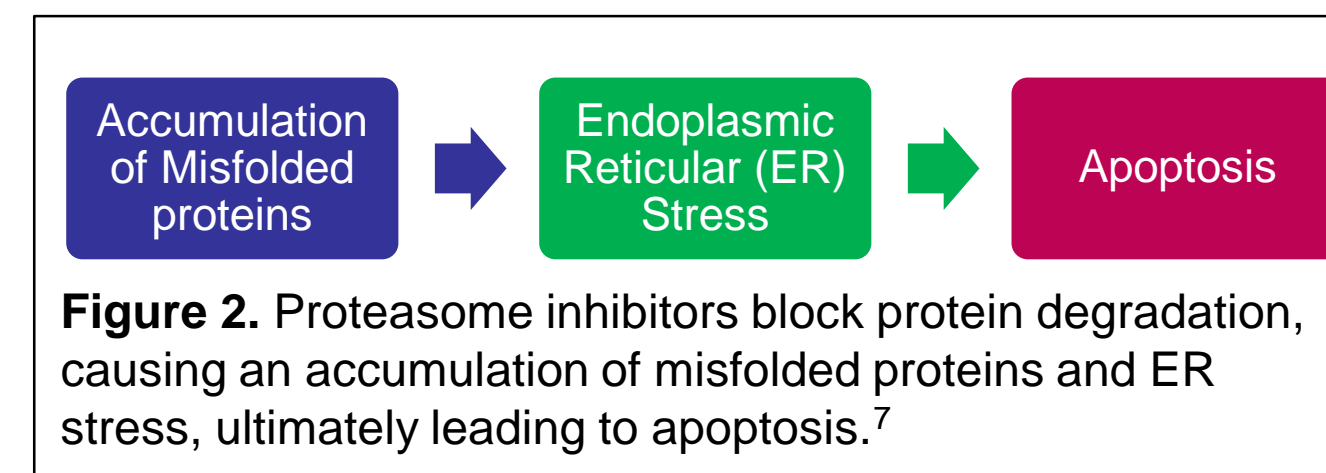 Accumulation
of Misfolded
proteins
Endoplasmic
Reticular (ER)
Stress
Apoptosis
Figure 2. Proteasome inhibitors block protein degradation,
causing an accumulation of misfolded proteins and ER
stress, ultimately leading to apoptosis.⁷